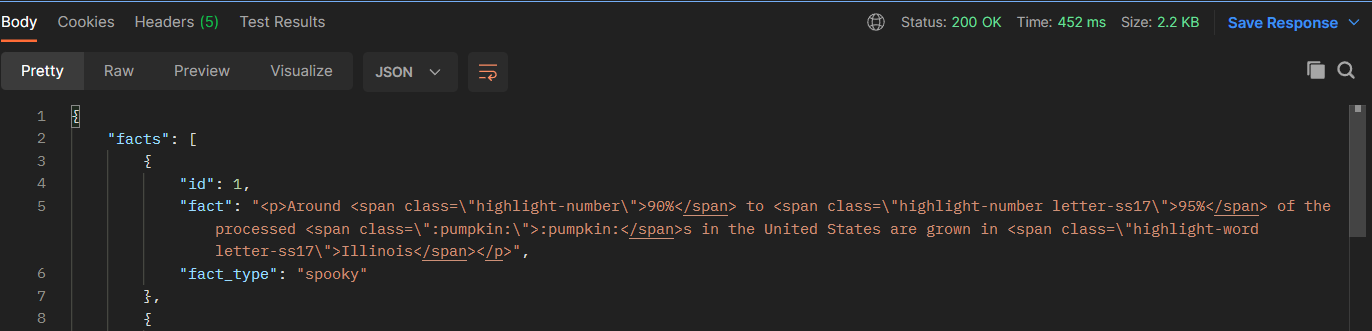 Body Cookies Headers (5) Test Results Status: 200 OK Time: 452 ms Size: 2.2 KB Save Response
Pretty Raw Preview Visualize JSON
1 {
2 "facts": [
3 {
4 "id": 1,
5 "fact": "<p>Around <span class=\"highlight-number\">90%</span> to <span class=\"highlight-number letter-ss17\">95%</span> of the
processed <span class=\":pumpkin:\">:pumpkin:</span>s in the United States are grown in <span class=\"highlight-word
letter-ss17\">Illinois</span></p>",
6 "fact_type": "spooky"
7 },
8 {